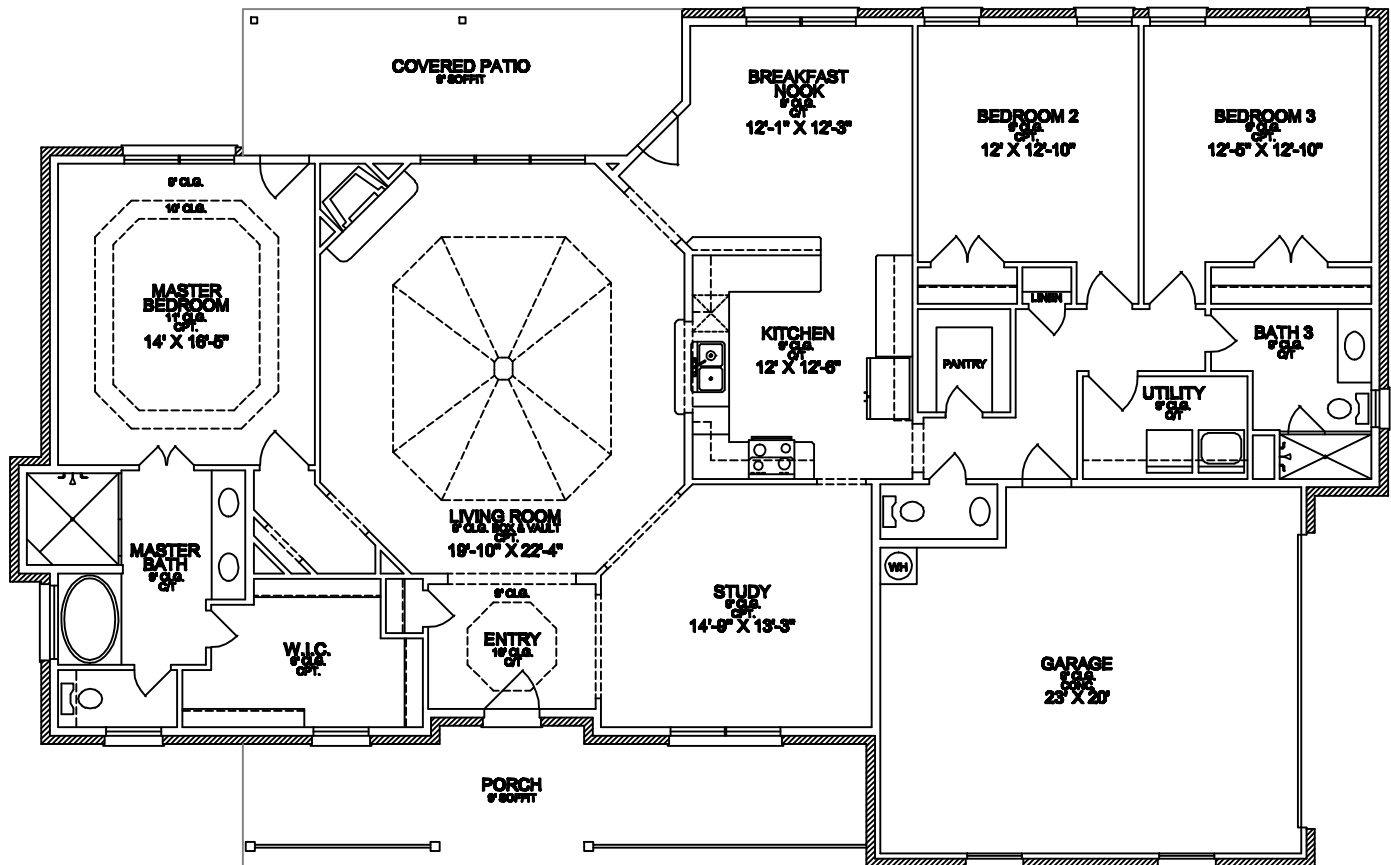 COVERED PATIO
9' SOFFIT
BREAKFAST
NOOK
9' CLG.
C/T
12'-1" X 12'-3"
BEDROOM 2
9' CLG.
CPT.
12' X 12'-10"
BEDROOM 3
9' CLG.
CPT.
12'-5" X 12'-10"
9' CLG.
10' CLG.
MASTER
BEDROOM
11' CLG.
CPT.
14' X 16'-5"
LINEN
KITCHEN
9' CLG.
C/T
12' X 12'-6"
PANTRY
BATH 3
9' CLG.
C/T
UTILITY
9' CLG.
C/T
LIVING ROOM
9' CLG. BOX & VAULT
CPT.
19'-10" X 22'-4"
MASTER
BATH
9' CLG.
C/T
WH
9' CLG.
ENTRY
10' CLG.
C/T
STUDY
9' CLG.
CPT.
14'-9" X 13'-3"
W.I.C.
9' CLG.
CPT.
GARAGE
9' CLG.
CONC.
23' X 20'
PORCH
9' SOFFIT